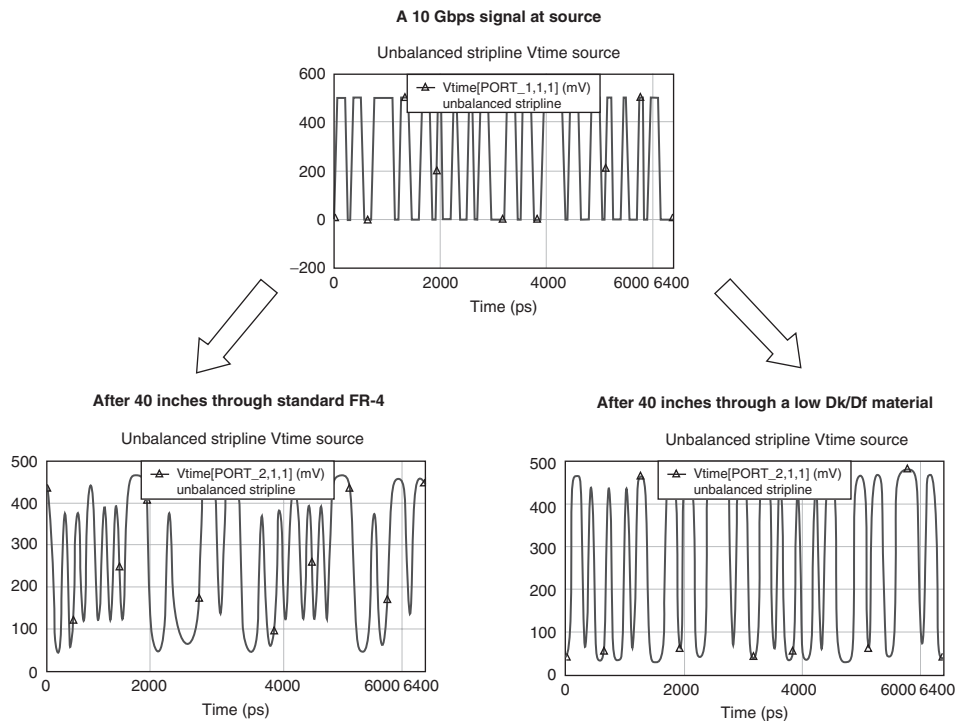 A 10 Gbps signal at source
Unbalanced stripline Vtime source
Vtime[PORT_1,1,1] (mV)
unbalanced stripline
600
400
200
0
−200
0
2000
4000
6000 6400
Time (ps)
After 40 inches through standard FR-4
Unbalanced stripline Vtime source
Vtime[PORT_2,1,1] (mV)
unbalanced stripline
500
400
300
200
100
0
0
2000
4000
6000 6400
Time (ps)
After 40 inches through a low Dk/Df material
Unbalanced stripline Vtime source
Vtime[PORT_2,1,1] (mV)
unbalanced stripline
500
400
300
200
100
0
0
2000
4000
6000 6400
Time (ps)